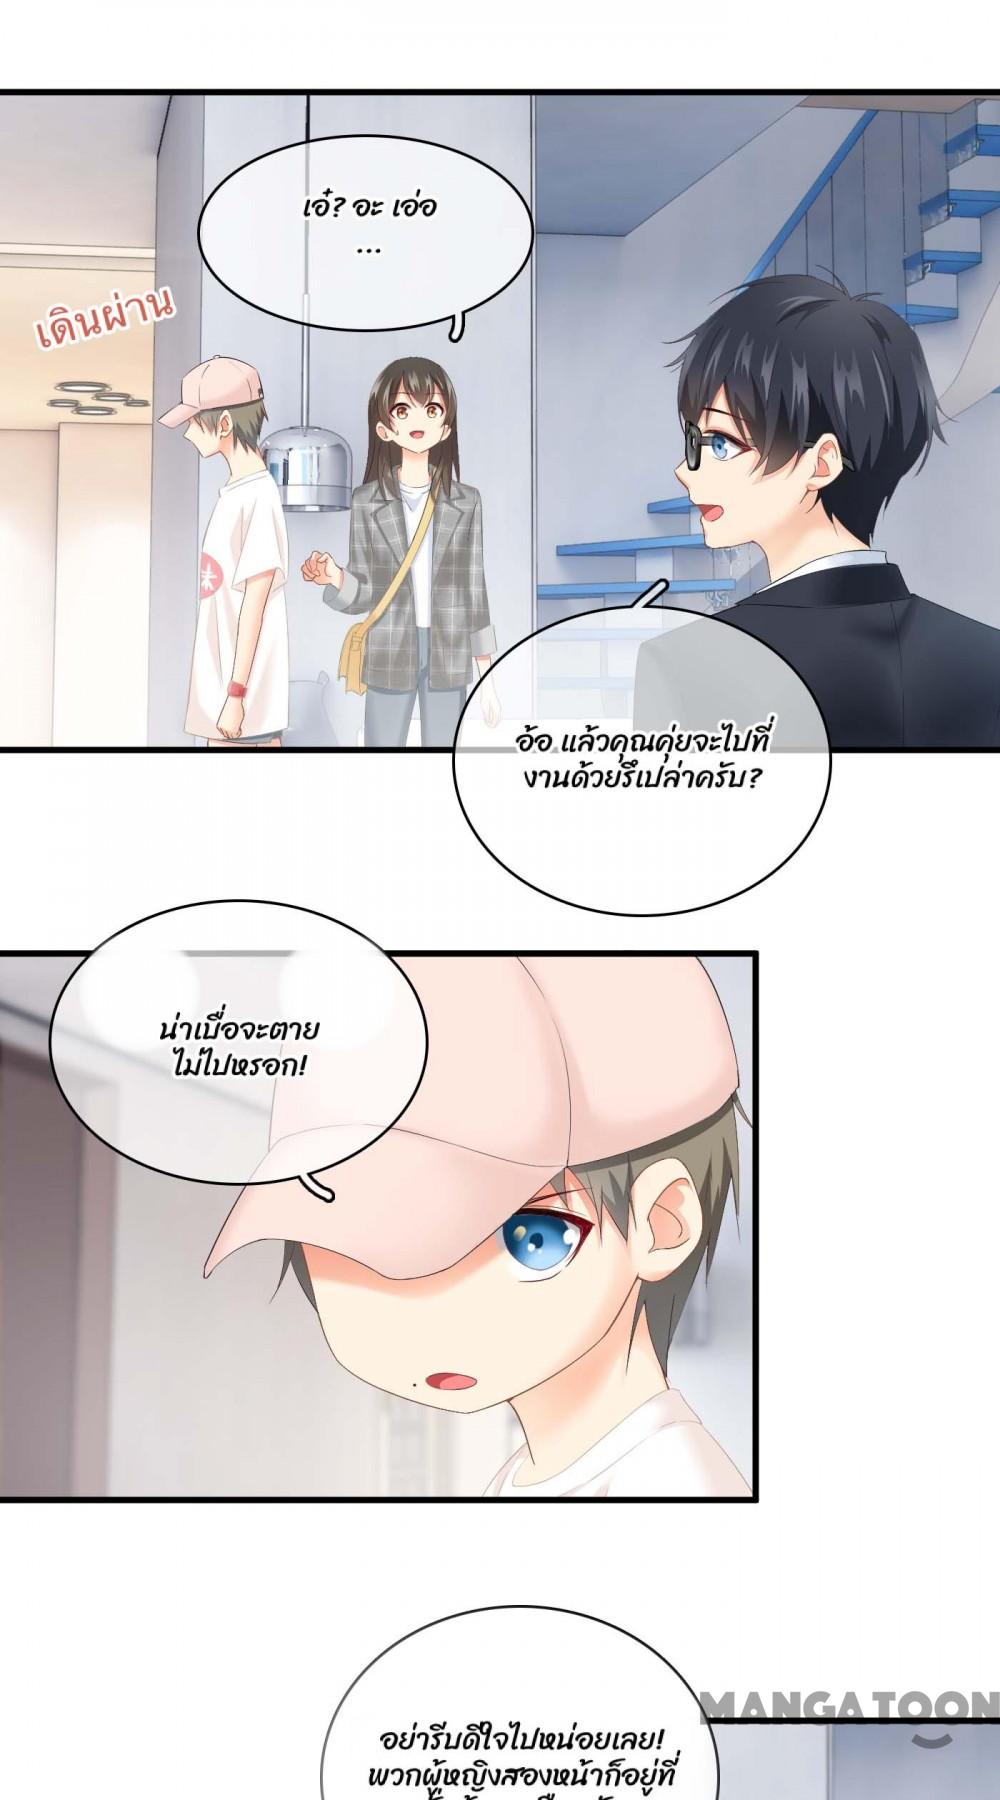 เอ๋? อะ เอ่อ
...
เดินผ่าน
未
อ้อ แล้วคุณคุ่ยจะไปที่
งานด้วยรึเปล่าครับ?
น่าเบื่อจะตาย
ไม่ไปหรอก!
MANGATOON
อย่ารีบดีใจไปหน่อยเลย!
พวกผู้หญิงสองหน้าก็อยู่ที่